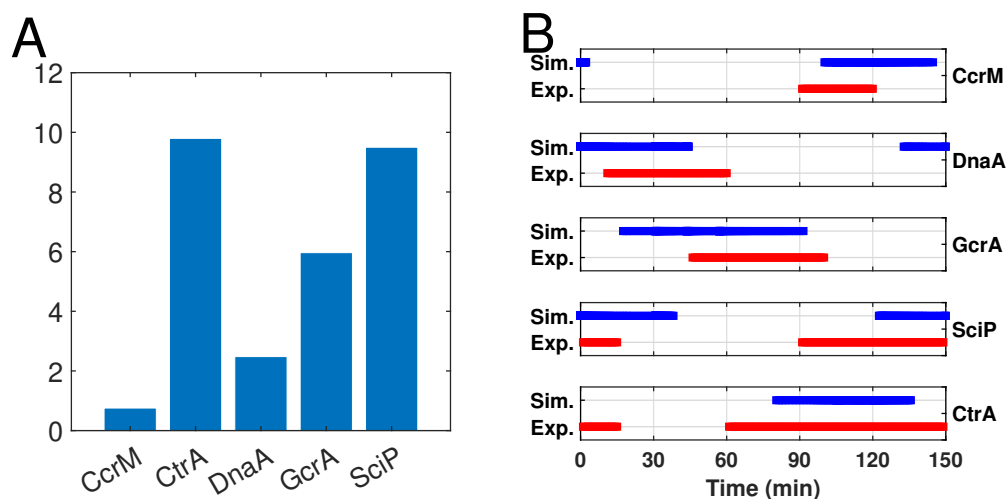 A
12
10
8
6
4
2
0
CcrM
CtrA
DnaA
GcrA
SciP
B
Sim.
Exp.
CcrM
Sim.
Exp.
DnaA
Sim.
Exp.
GcrA
Sim.
Exp.
SciP
Sim.
Exp.
CtrA
0 30 60 90 120 150
Time (min)